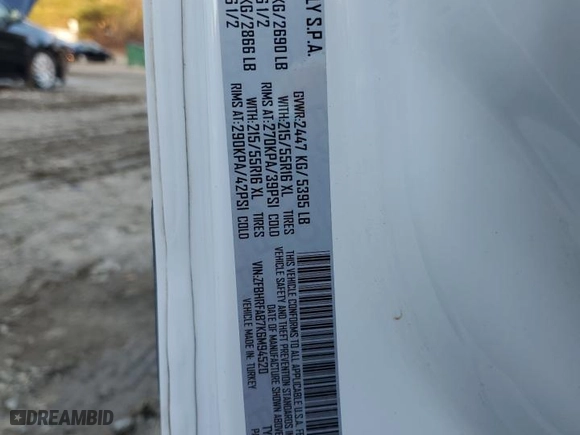 LY S.P.A.
GVWR:2447 KG/ 5395 LB
KG/2690 LB WITH:215/55R16 XL TIRES
G 1/2 RIMS AT:270KPA/39PSI COLD
KG/2866 LB WITH:215/55R16 XL TIRES
G 1/2 RIMS AT:290KPA/42PSI COLD
THIS VEHICLE CONFORMS TO ALL APPLICABLE U.S.A. FE
SAFETY AND THEFT PREVENTION STANDARDS IN
DATE OF MANUFACTURE SHOWN ABOVE
VIN:ZFBHRFAB7K6M94520
VEHICLE MADE IN: TURKEY
TY
P
DREAMBID